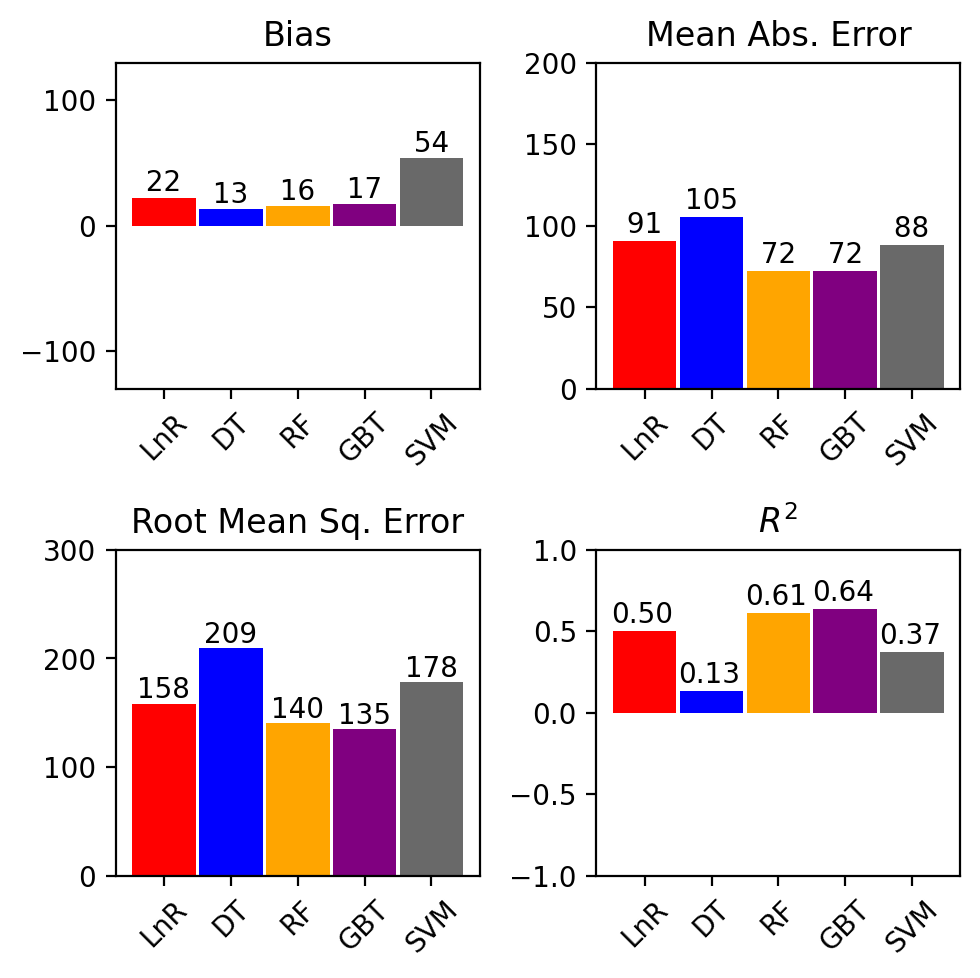 Bias
100
0
−100
22
13
16
17
54
LnR
DT
RF
GBT
SVM
Mean Abs. Error
200
150
100
50
0
91
105
72
72
88
LnR
DT
RF
GBT
SVM
Root Mean Sq. Error
300
200
100
0
158
209
140
135
178
LnR
DT
RF
GBT
SVM
R²
1.0
0.5
0.0
−0.5
−1.0
0.50
0.13
0.61
0.64
0.37
LnR
DT
RF
GBT
SVM